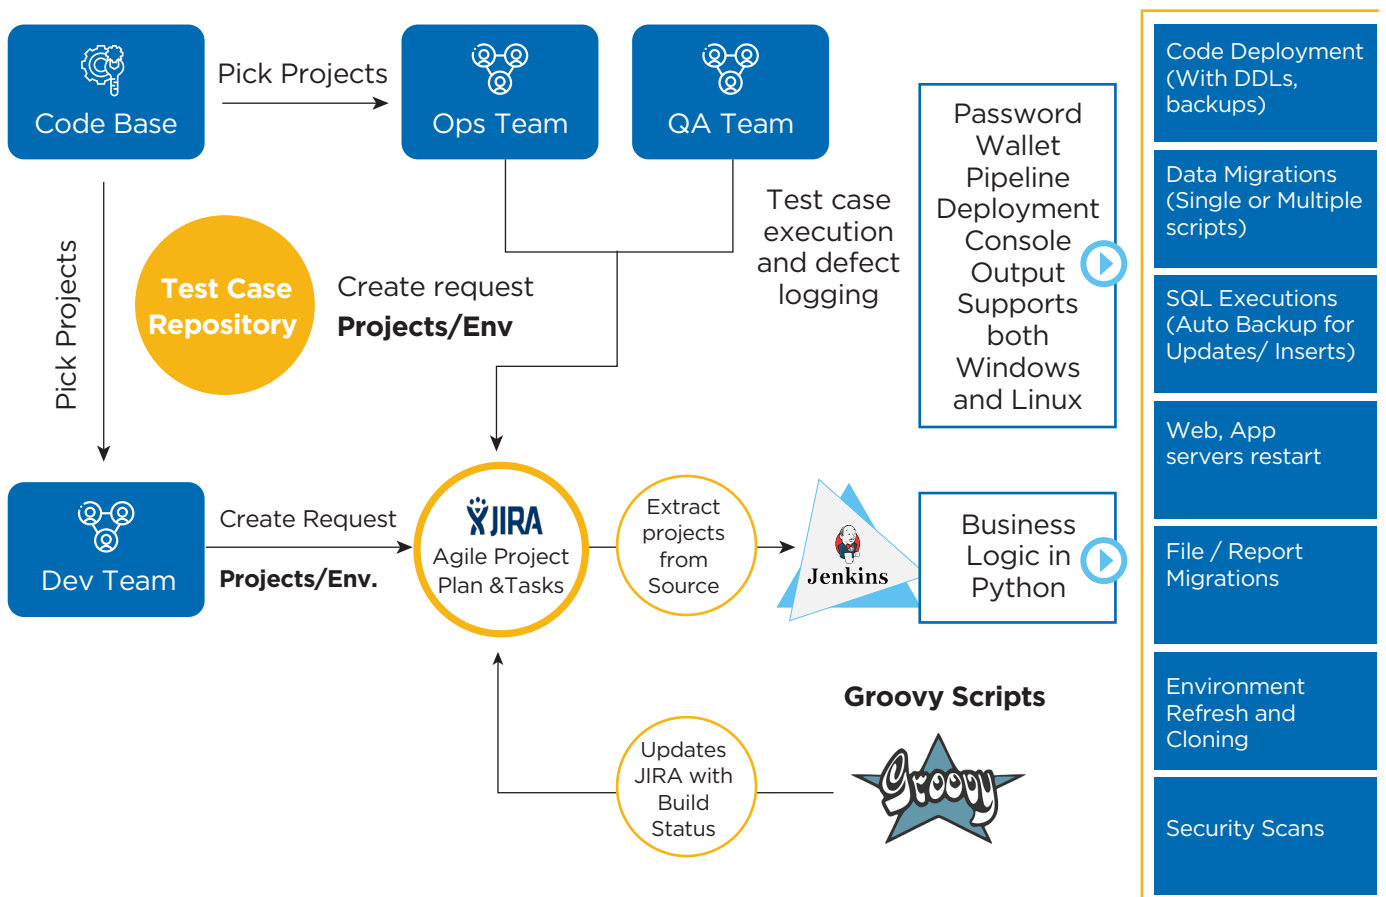 Code Base
Pick Projects
Ops Team
QA Team
Pick Projects
Test Case
Repository
Create request
Projects/Env
Test case
execution
and defect
logging
Password
Wallet
Pipeline
Deployment
Console
Output
Supports
both
Windows
and Linux
Dev Team
Create Request
Projects/Env.
JIRA
Agile Project
Plan &Tasks
Extract
projects
from
Source
Jenkins
Business
Logic in
Python
Groovy Scripts
Groovy
Updates
JIRA with
Build
Status
Code Deployment
(With DDLs,
backups)
Data Migrations
(Single or Multiple
scripts)
SQL Executions
(Auto Backup for
Updates/ Inserts)
Web, App
servers restart
File / Report
Migrations
Environment
Refresh and
Cloning
Security Scans